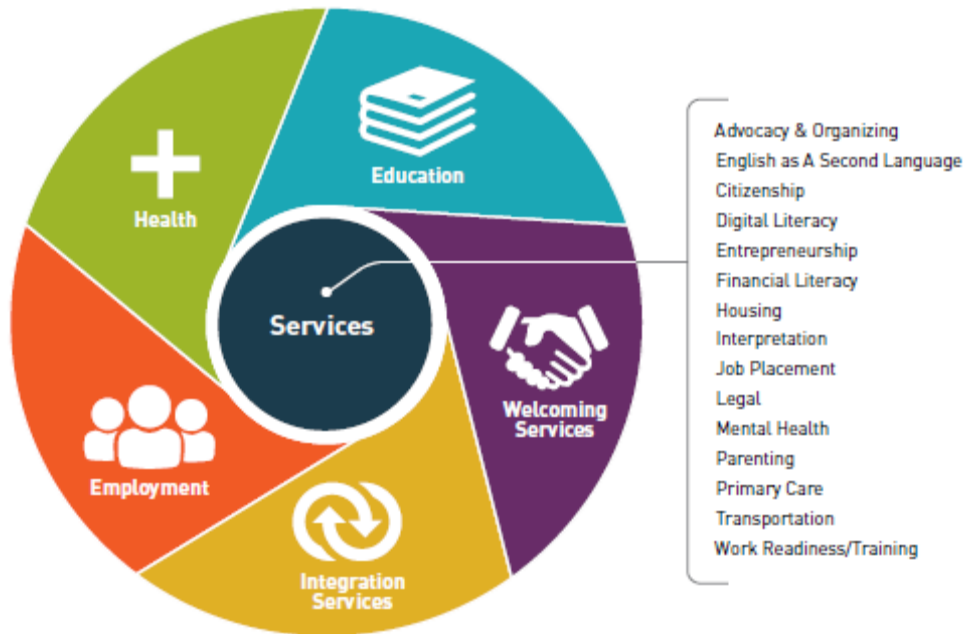 Education
Health
Services
Welcoming
Services
Employment
Integration
Services
Advocacy & Organizing
English as A Second Language
Citizenship
Digital Literacy
Entrepreneurship
Financial Literacy
Housing
Interpretation
Job Placement
Legal
Mental Health
Parenting
Primary Care
Transportation
Work Readiness/Training